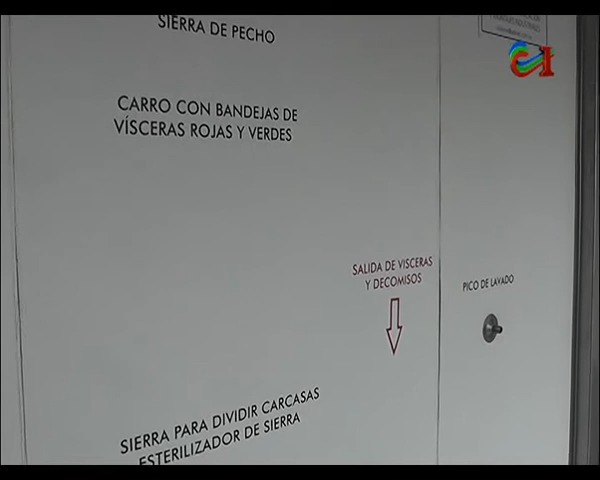 SIERRA DE PECHO
CARRO CON BANDEJAS DE
VÍSCERAS ROJAS Y VERDES
SALIDA DE VISCERAS
Y DECOMISOS
PICO DE LAVADO
SIERRA PARA DIVIDIR CARCASAS
ESTERILIZADOR DE SIERRA